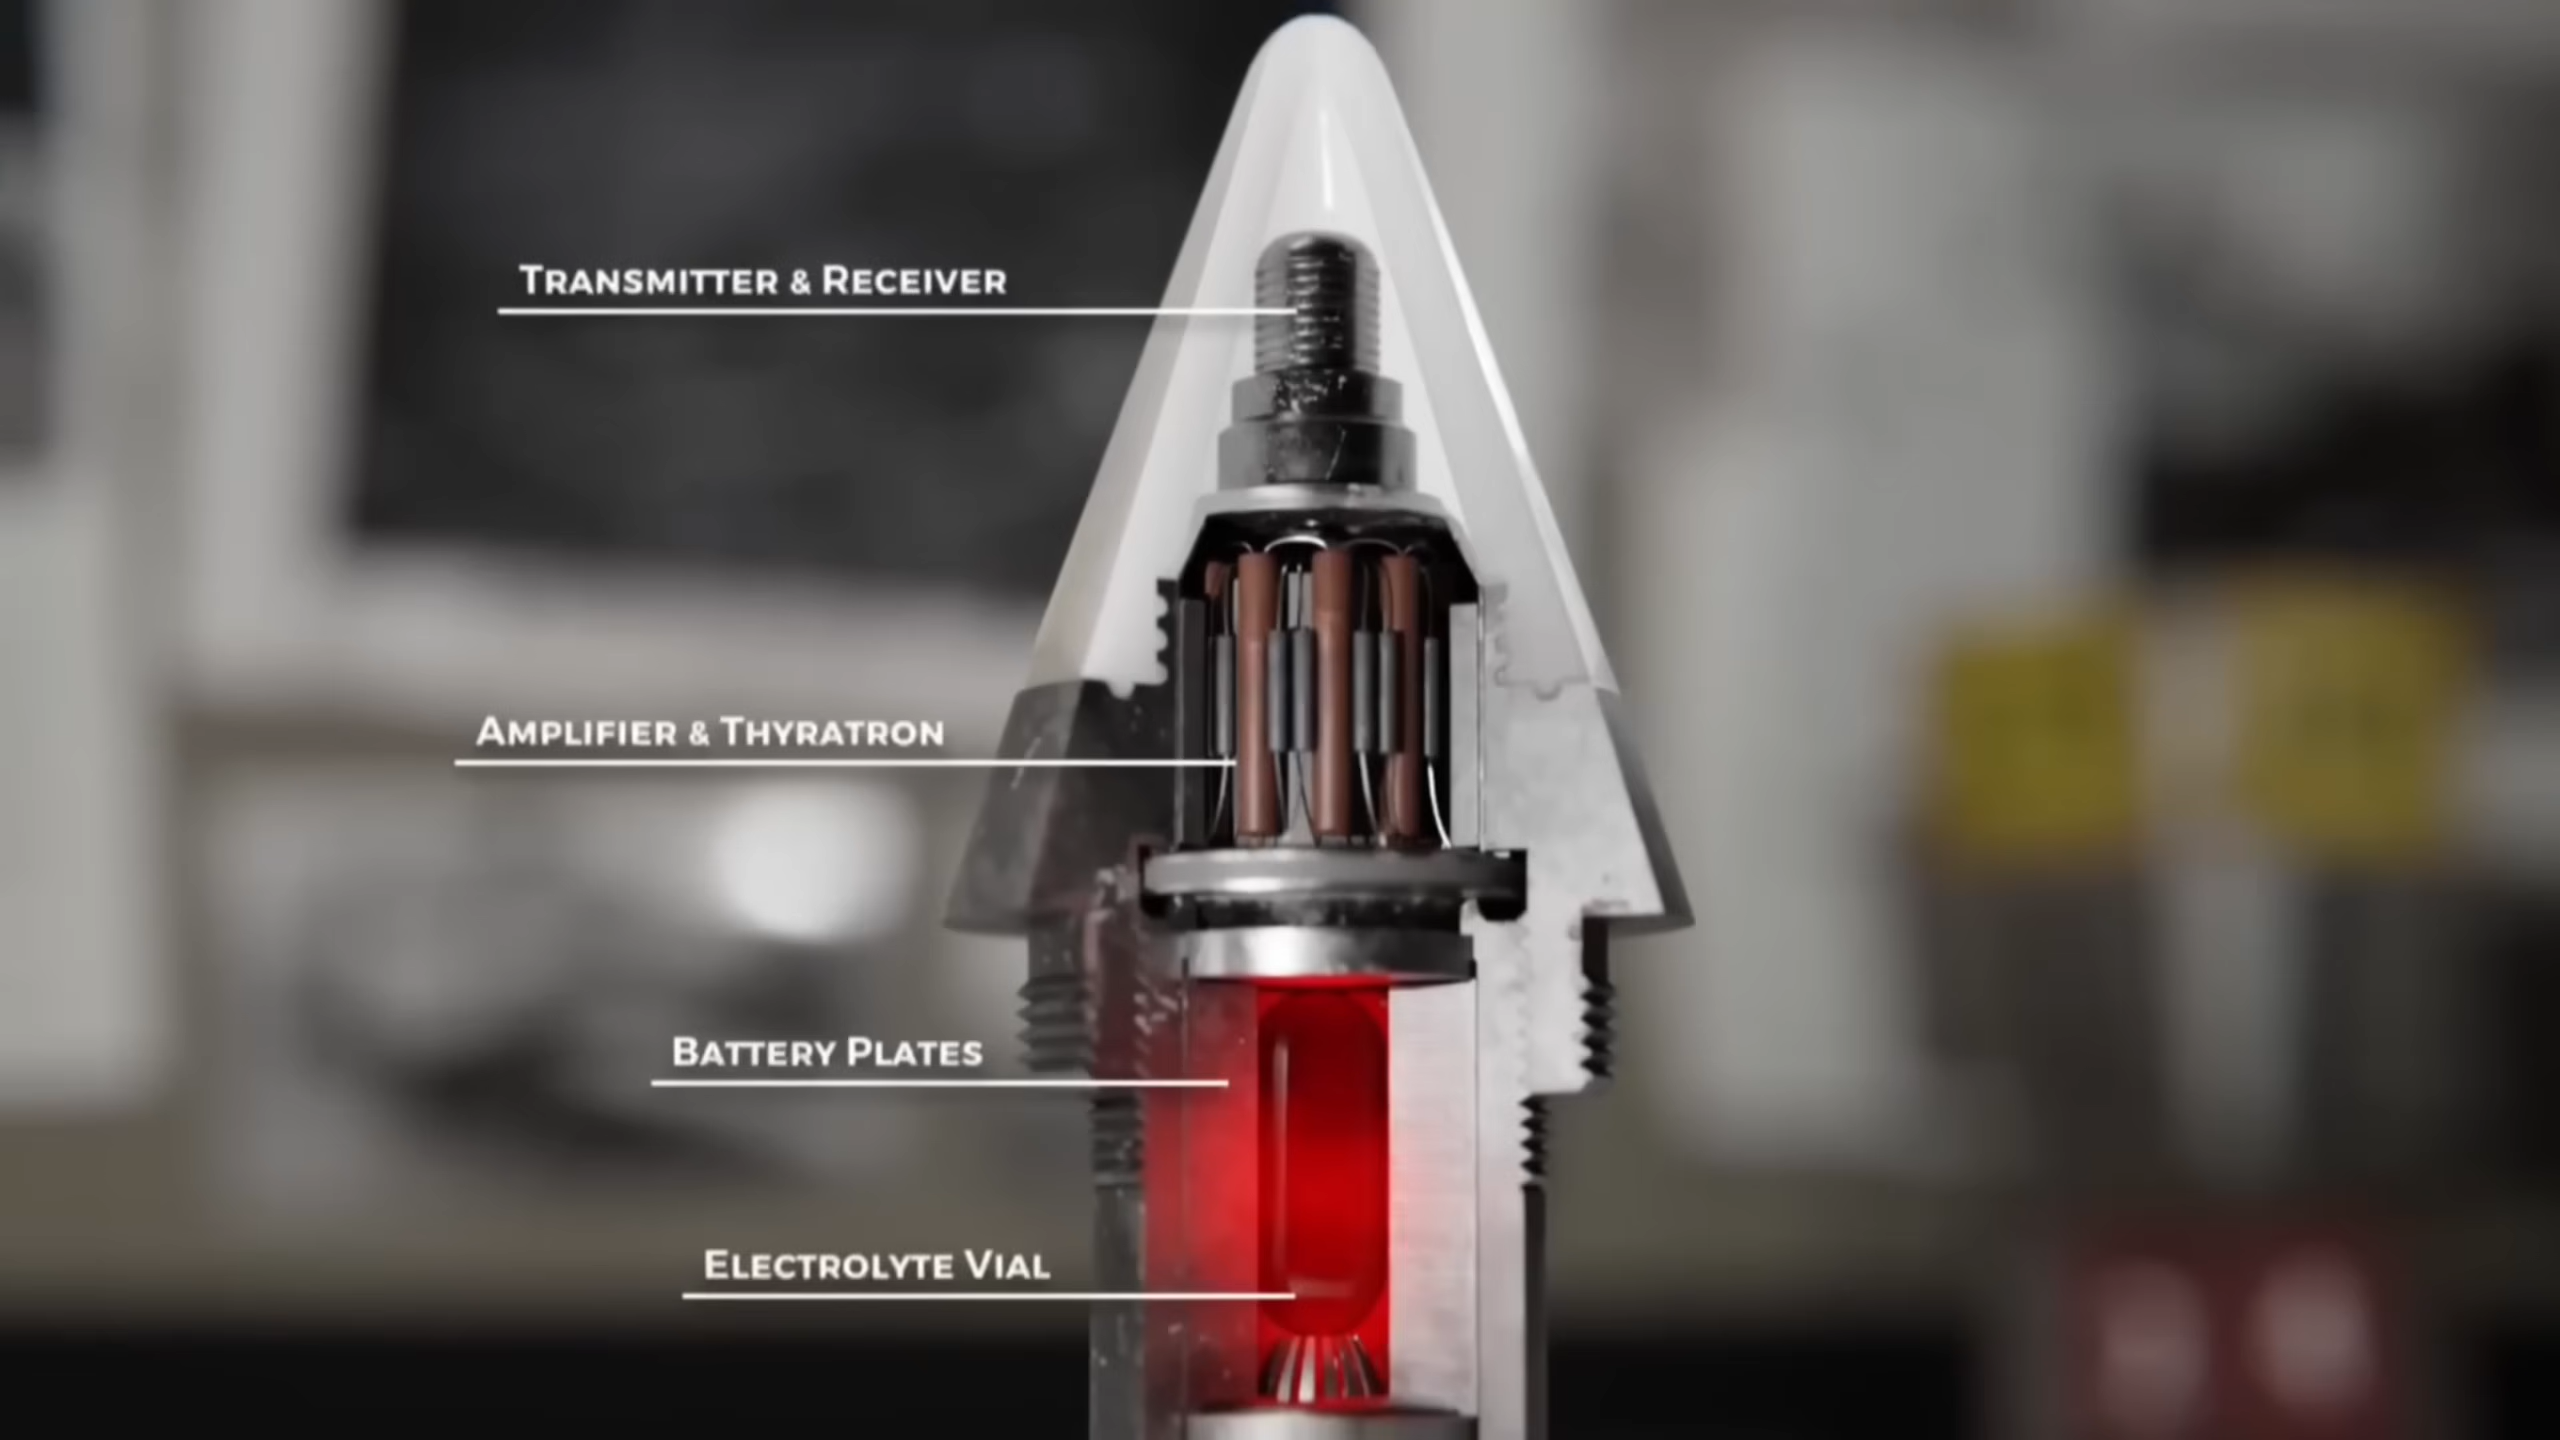 Transmitter & Receiver
Amplifier & Thyratron
Battery Plates
Electrolyte Vial